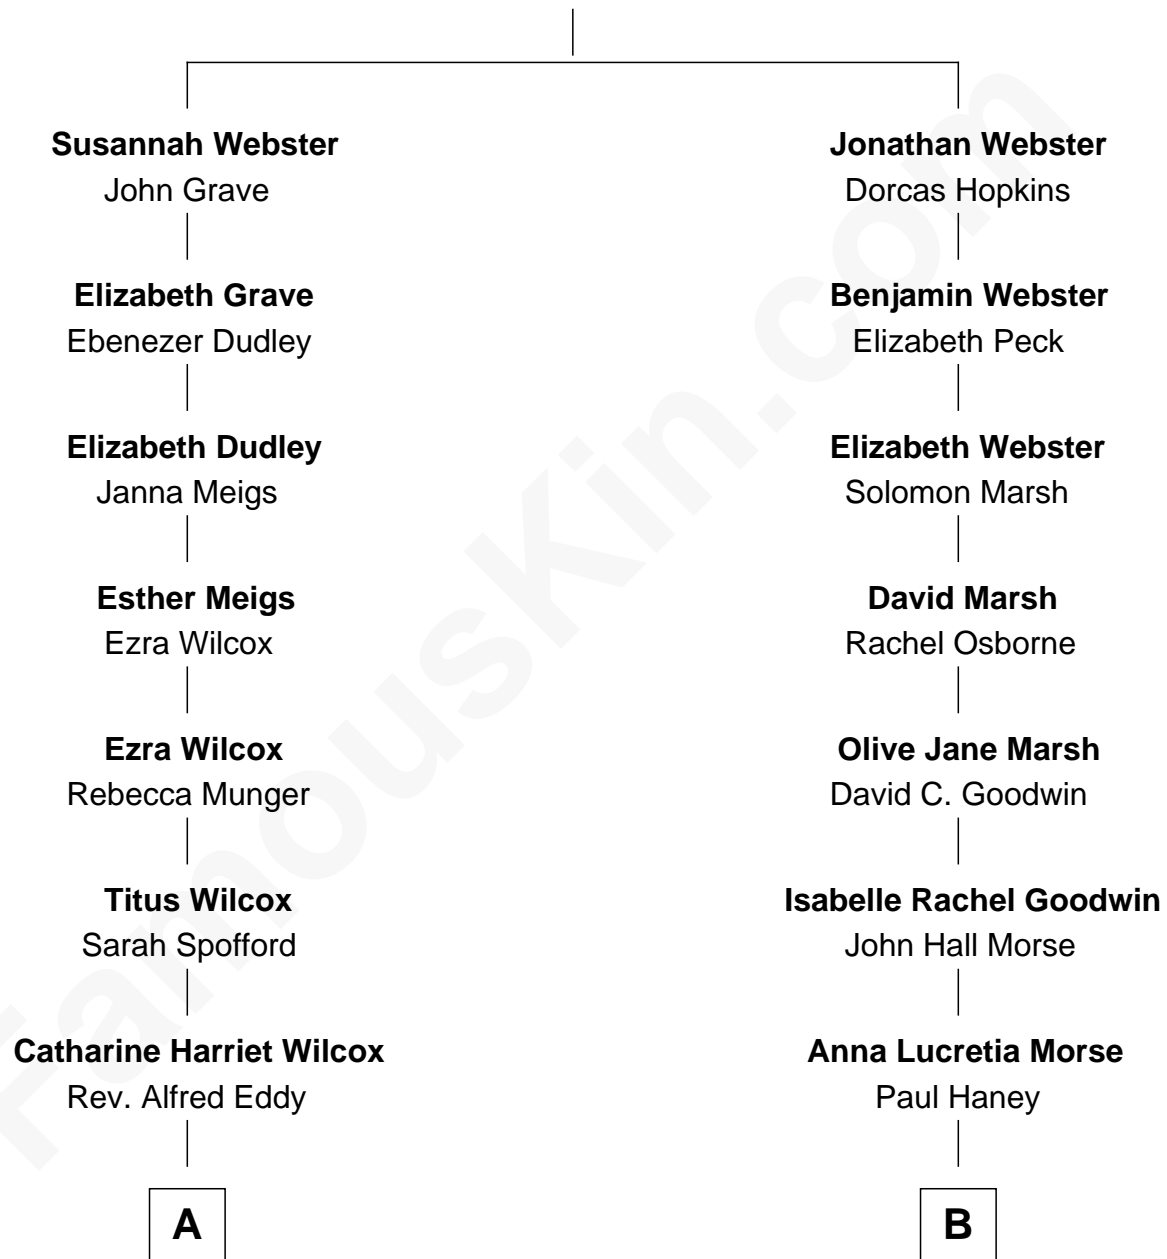 Susannah Webster
John Grave
Jonathan Webster
Dorcas Hopkins
Elizabeth Grave
Ebenezer Dudley
Benjamin Webster
Elizabeth Peck
Elizabeth Dudley
Janna Meigs
Elizabeth Webster
Solomon Marsh
Esther Meigs
Ezra Wilcox
David Marsh
Rachel Osborne
Ezra Wilcox
Rebecca Munger
Olive Jane Marsh
David C. Goodwin
Titus Wilcox
Sarah Spofford
Isabelle Rachel Goodwin
John Hall Morse
Catharine Harriet Wilcox
Rev. Alfred Eddy
Anna Lucretia Morse
Paul Haney
A
B
FamousKin.com